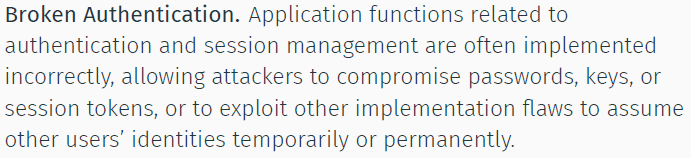 Broken Authentication. Application functions related to
authentication and session management are often implemented
incorrectly, allowing attackers to compromise passwords, keys, or
session tokens, or to exploit other implementation flaws to assume
other users’ identities temporarily or permanently.